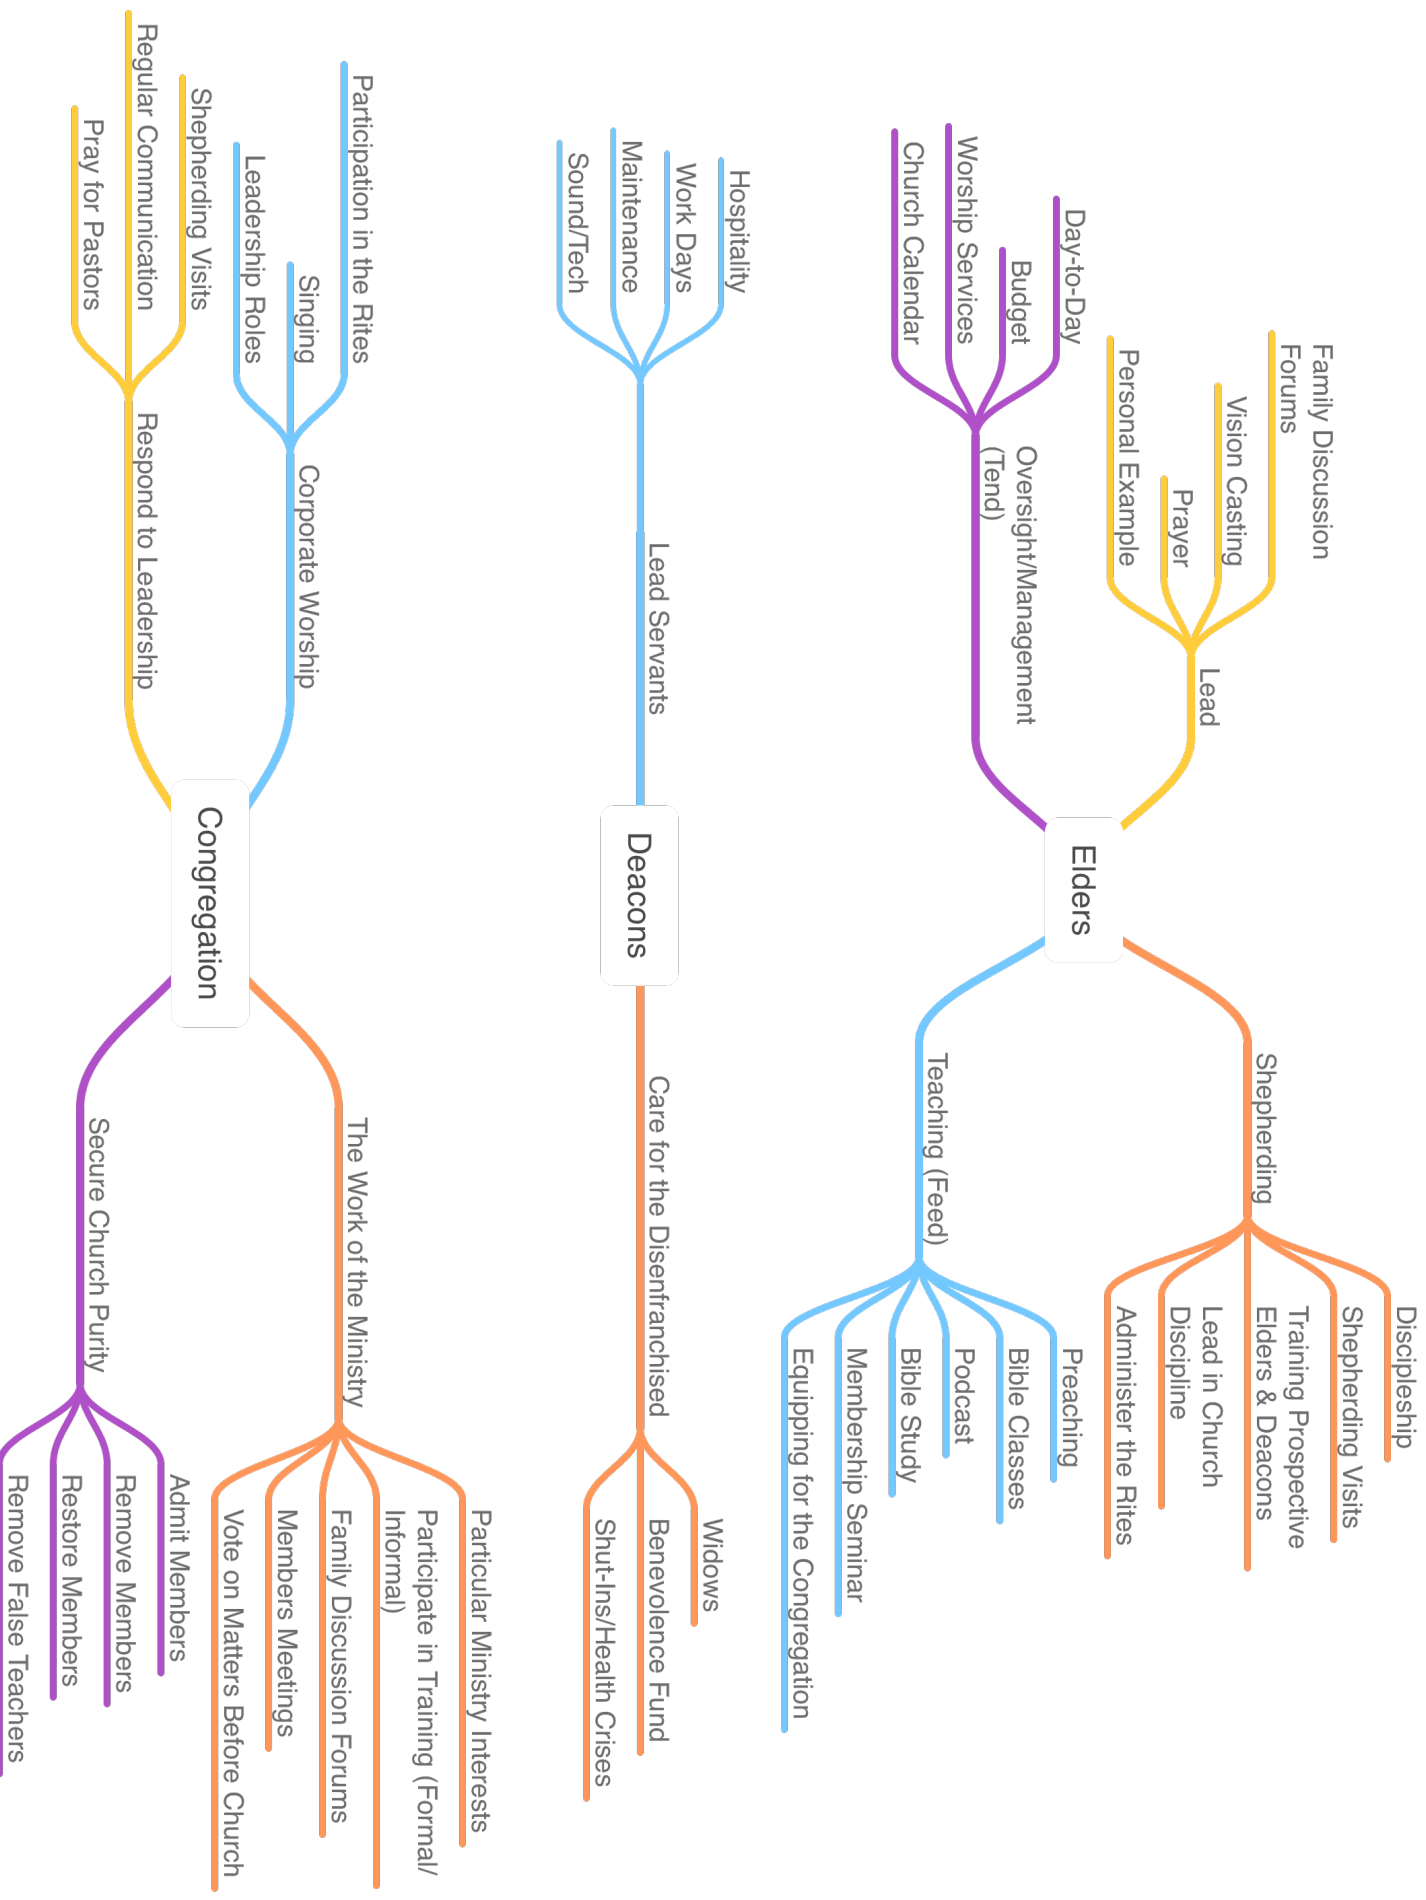 Elders
Lead
Family Discussion
Forums
Vision Casting
Prayer
Personal Example
Oversight/Management
(Tend)
Day-to-Day
Budget
Worship Services
Church Calendar
Shepherding
Discipleship
Shepherding Visits
Training Prospective
Elders & Deacons
Lead in Church
Discipline
Administer the Rites
Teaching (Feed)
Preaching
Bible Classes
Podcast
Bible Study
Membership Seminar
Equipping for the Congregation
Deacons
Lead Servants
Hospitality
Work Days
Maintenance
Sound/Tech
Care for the Disenfranchised
Widows
Benevolence Fund
Shut-Ins/Health Crises
Congregation
Corporate Worship
Participation in the Rites
Singing
Leadership Roles
Respond to Leadership
Shepherding Visits
Regular Communication
Pray for Pastors
The Work of the Ministry
Particular Ministry Interests
Participate in Training (Formal/
Informal)
Family Discussion Forums
Members Meetings
Vote on Matters Before Church
Secure Church Purity
Admit Members
Remove Members
Restore Members
Remove False Teachers